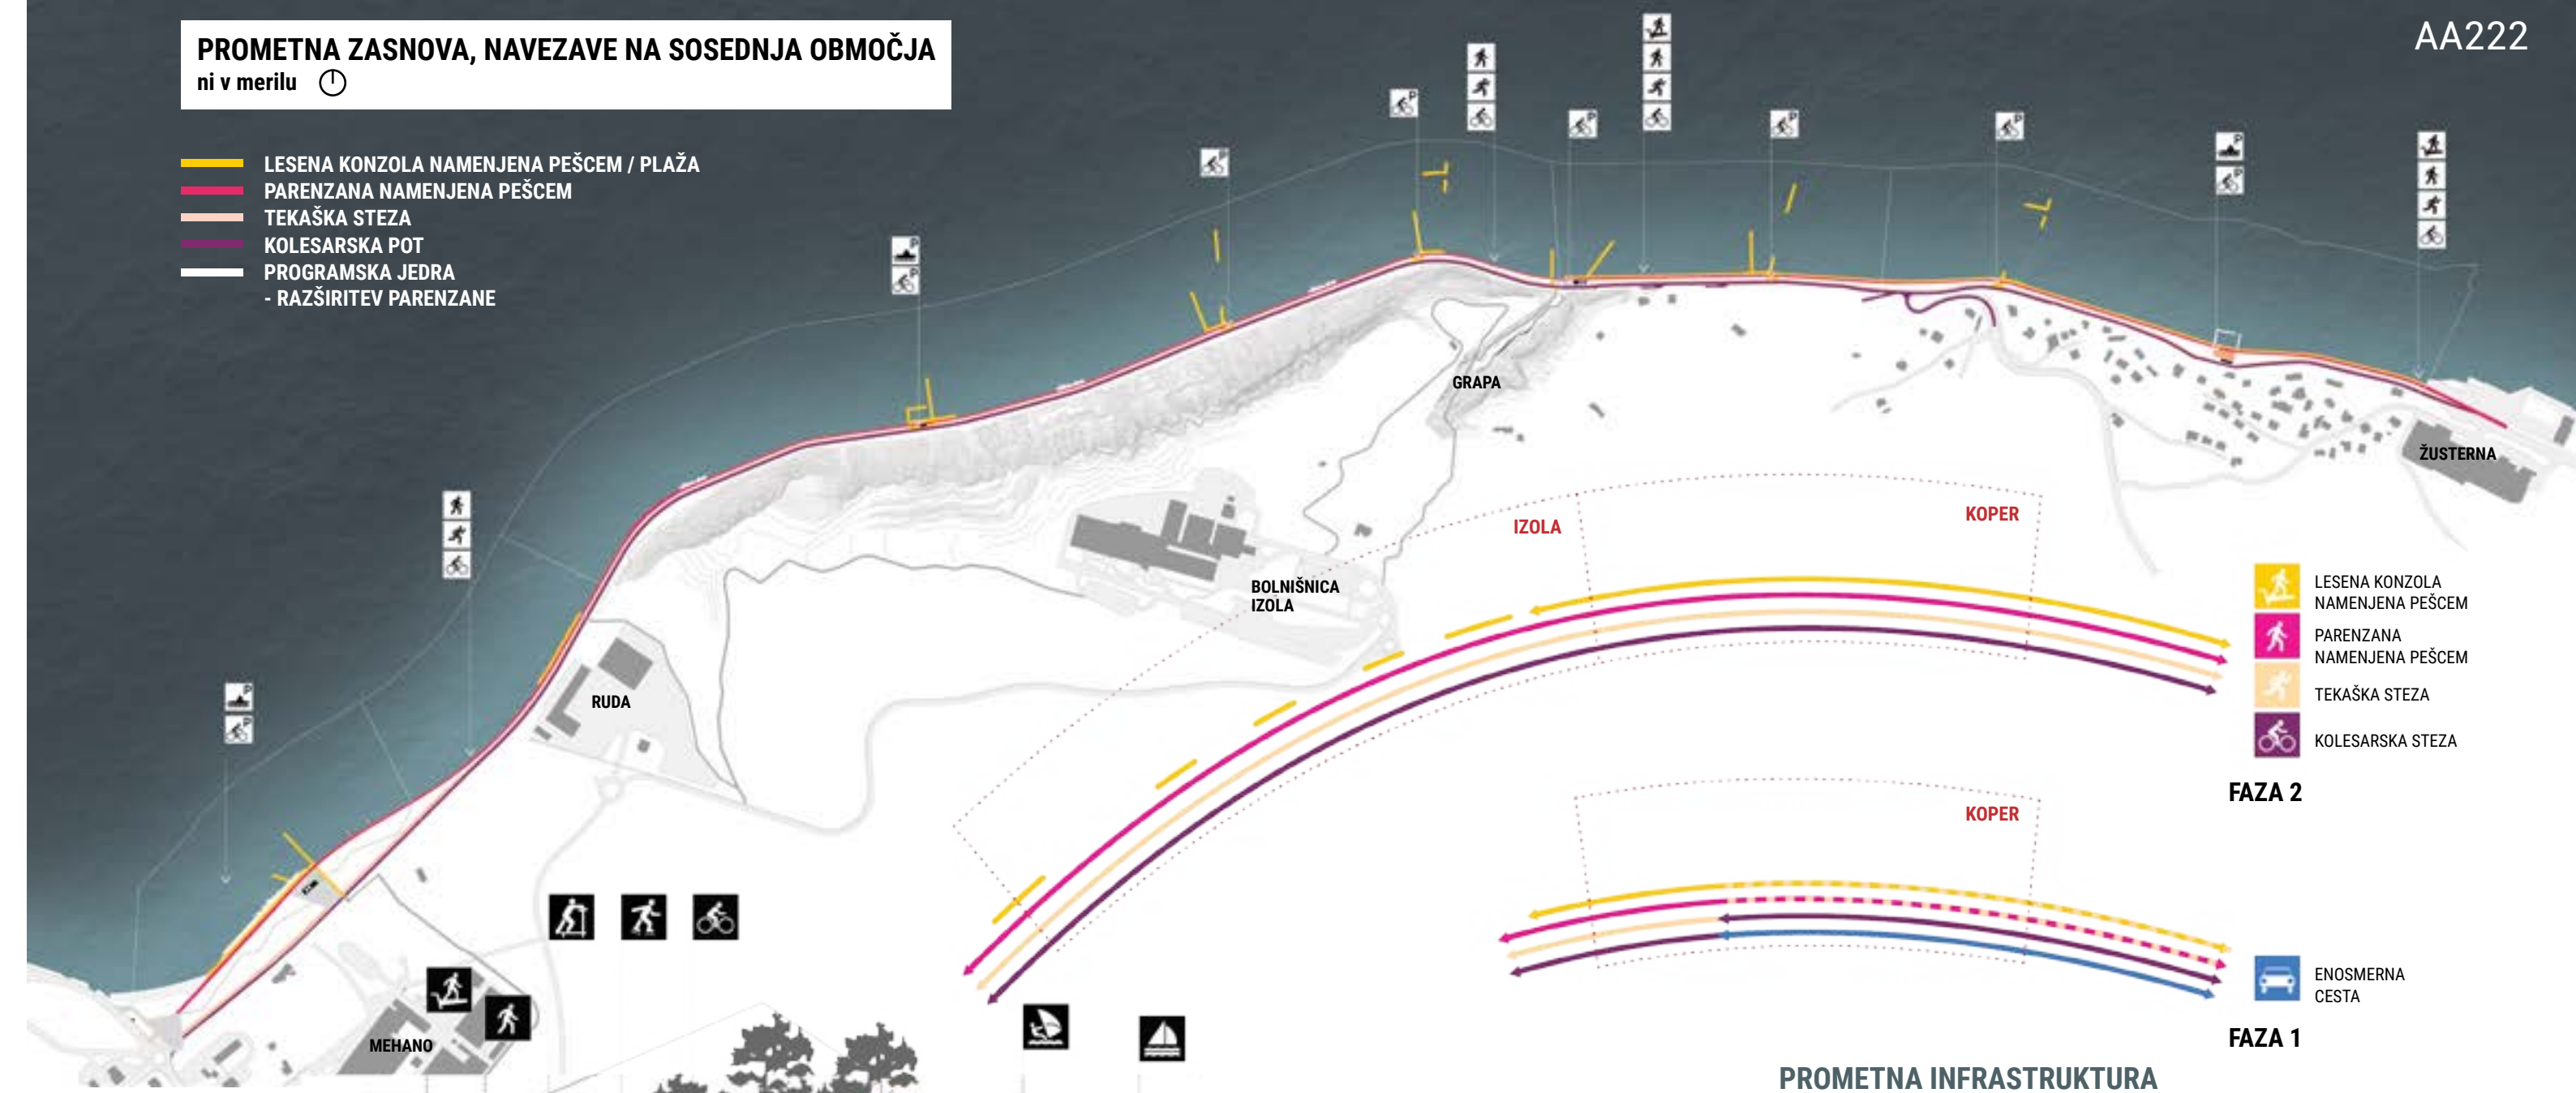 PROMETNA ZASNOVA, NAVEZAVE NA SOSEDNJA OBMOČJA
ni v merilu
AA222
LESENA KONZOLA NAMENJENA PEŠCEM / PLAŽA
PARENZANA NAMENJENA PEŠCEM
TEKAŠKA STEZA
KOLESARSKA POT
PROGRAMSKA JEDRA
- RAZŠIRITEV PARENZANE
P
P
P
P
P
P
P
P
P
P
P
GRAPA
ŽUSTERNA
BOLNIŠNICA
IZOLA
RUDA
MEHANO
IZOLA
KOPER
LESENA KONZOLA
NAMENJENA PEŠCEM
PARENZANA
NAMENJENA PEŠCEM
TEKAŠKA STEZA
KOLESARSKA STEZA
FAZA 2
KOPER
ENOSMERNA
CESTA
FAZA 1
PROMETNA INFRASTRUKTURA